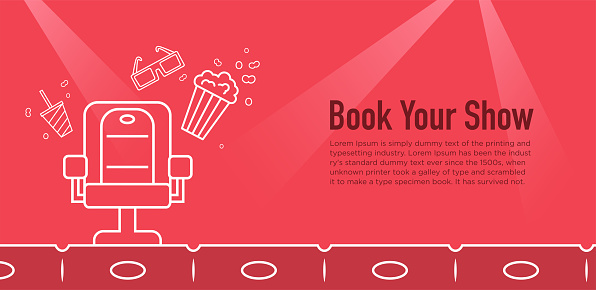 Book Your Show
Lorem Ipsum is simply dummy text of the printing and
typesetting industry. Lorem Ipsum has been the industry's
standard dummy text ever since the 1500s, when an
unknown printer took a galley of type and scrambled
it to make a type specimen book. It has survived not.